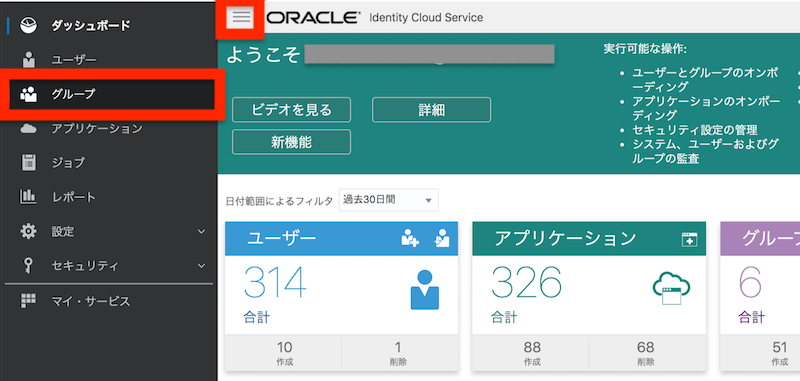 ORACLE® Identity Cloud Service
ダッシュボード
ユーザー
グループ
アプリケーション
ジョブ
レポート
設定
セキュリティ
マイ・サービス
ようこそ
ビデオを見る
詳細
新機能
実行可能な操作:
• ユーザーとグループのオンボ
ーディング
• アプリケーションのオンボー
ディング
• セキュリティ設定の管理
• システム、ユーザーおよびグ
ループの監査
日付範囲によるフィルタ 過去30日間
ユーザー
314
合計
10
作成
1
削除
アプリケーション
326
合計
88
作成
68
削除
グループ
6
合計
51
作成